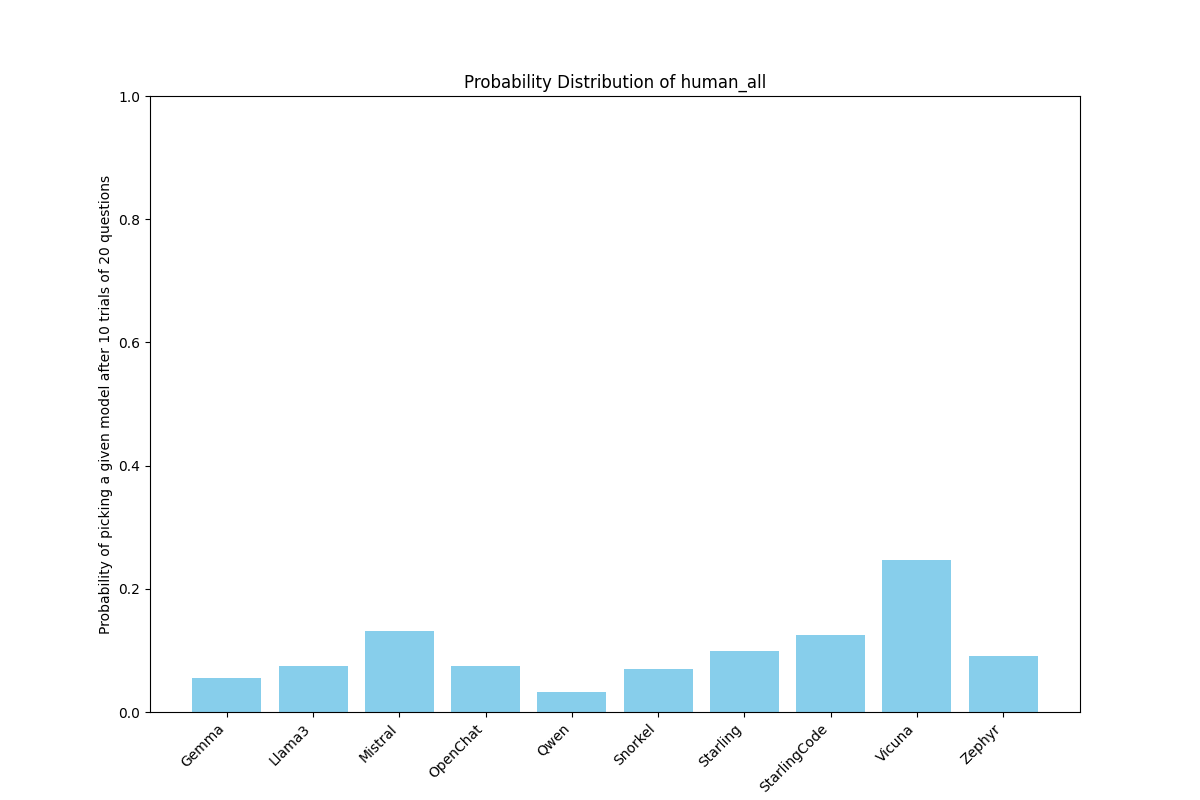 Probability Distribution of human_all
Probability of picking a given model after 10 trials of 20 questions
1.0
0.8
0.6
0.4
0.2
0.0
Gemma
Llama3
Mistral
OpenChat
Qwen
Snorkel
Starling
StarlingCode
Vicuna
Zephyr